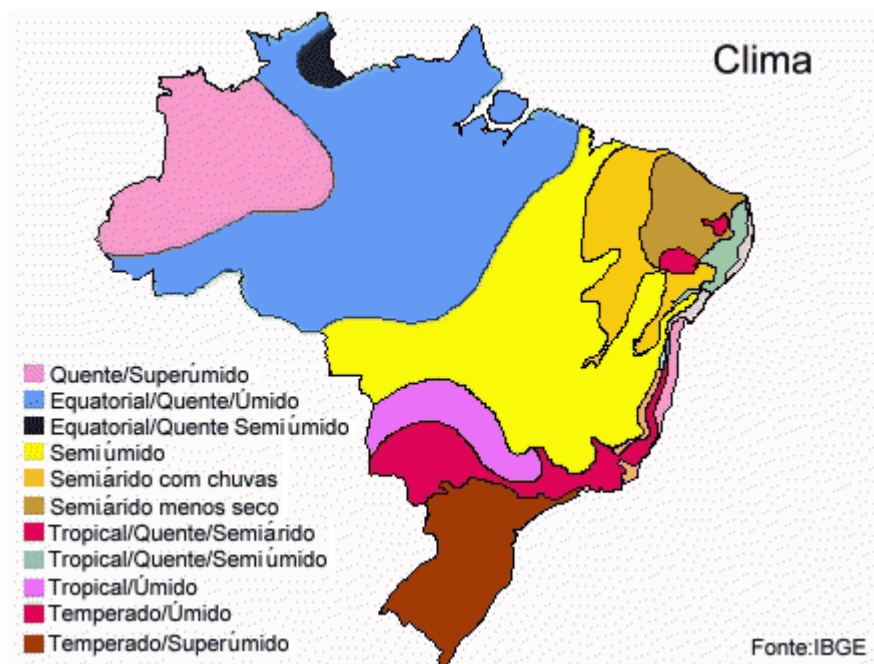 Clima
Quente/Superúmido
Equatorial/Quente/Úmido
Equatorial/Quente Semiúmido
Semiúmido
Semiárido com chuvas
Semiárido menos seco
Tropical/Quente/Semiárido
Tropical/Quente/Semiúmido
Tropical/Úmido
Temperado/Úmido
Temperado/Superúmido
Fonte:IBGE